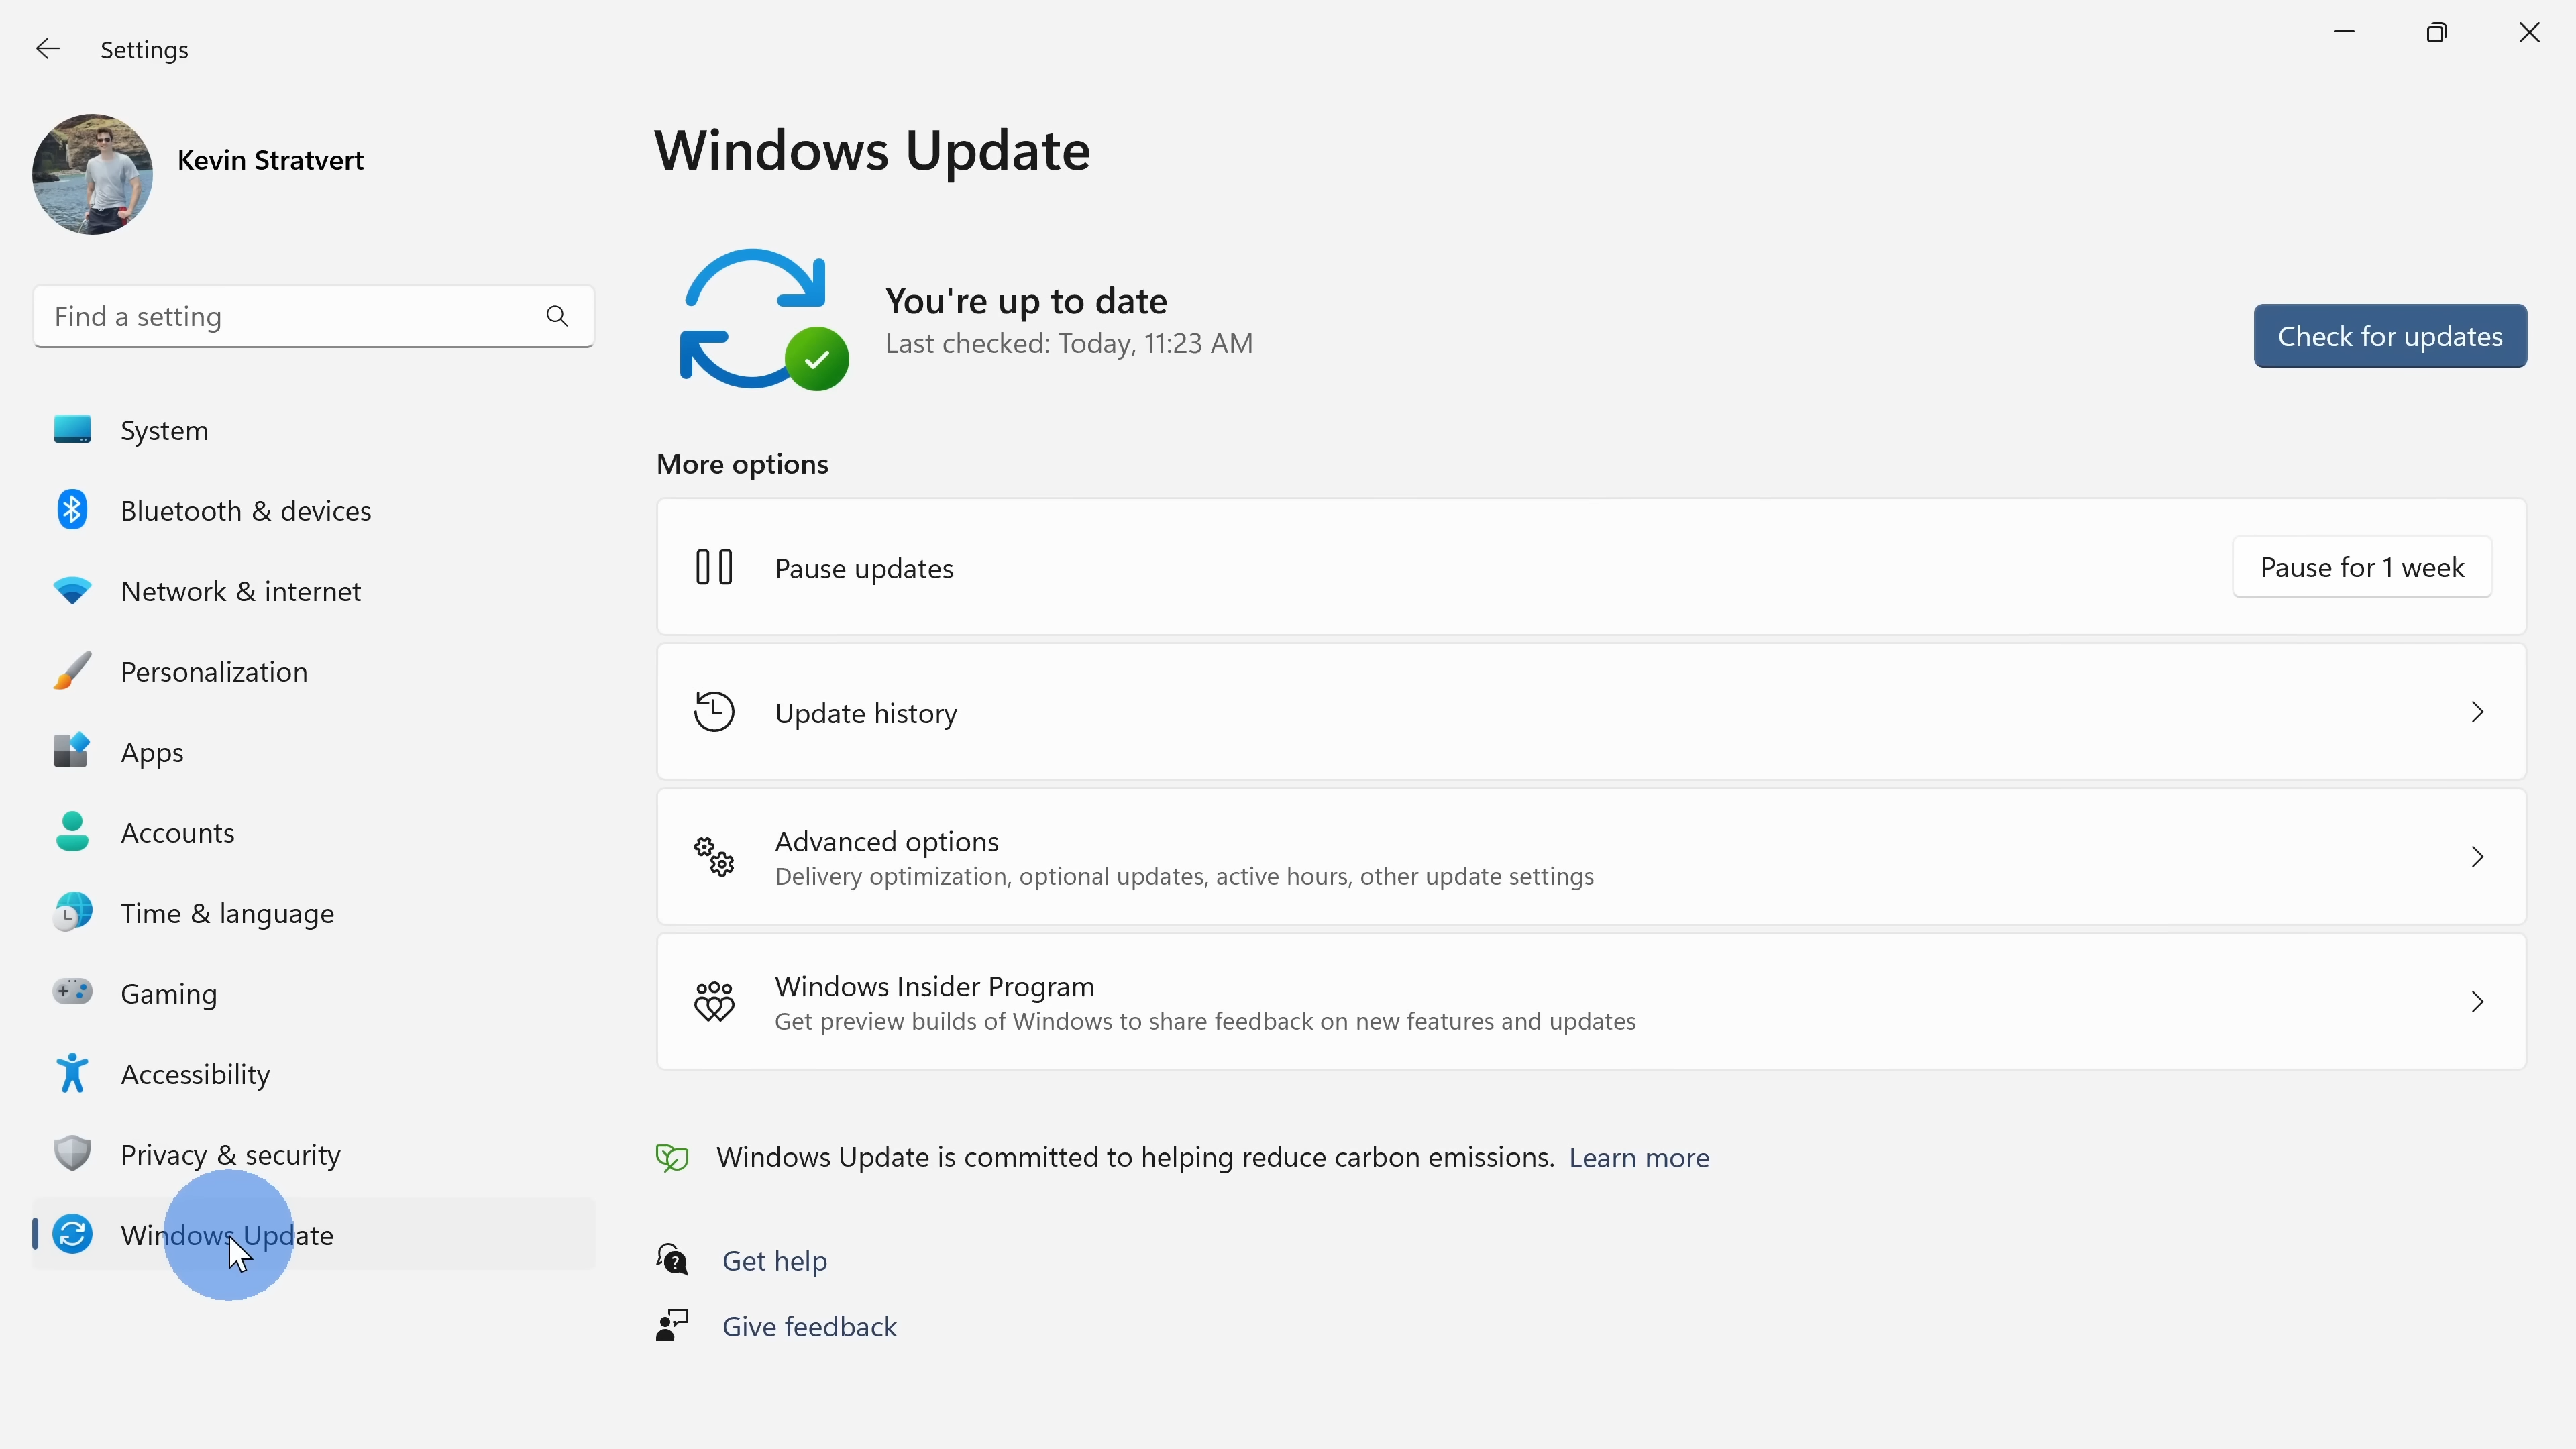 Settings
Kevin Stratvert
Find a setting
System
Bluetooth & devices
Network & internet
Personalization
Apps
Accounts
Time & language
Gaming
Accessibility
Privacy & security
Windows Update
Windows Update
You're up to date
Last checked: Today, 11:23 AM
Check for updates
More options
Pause updates
Pause for 1 week
Update history
Advanced options
Delivery optimization, optional updates, active hours, other update settings
Windows Insider Program
Get preview builds of Windows to share feedback on new features and updates
Windows Update is committed to helping reduce carbon emissions. Learn more
Get help
Give feedback